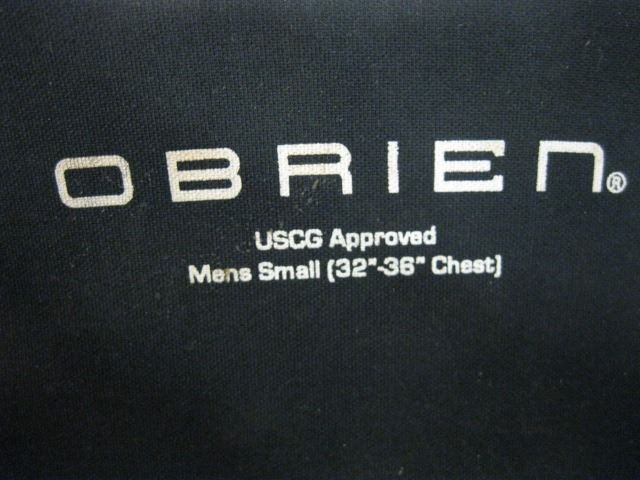 OBRIEN®
USCG Approved
Mens Small (32"-36" Chest)